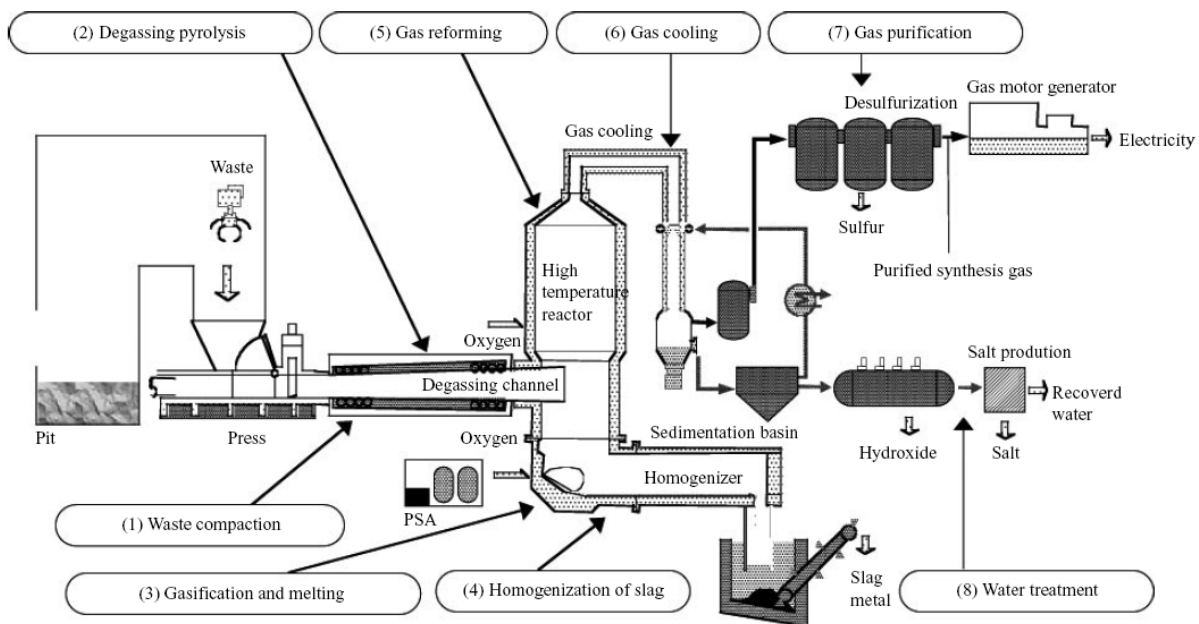 (2) Degassing pyrolysis
(5) Gas reforming
(6) Gas cooling
(7) Gas purification
Desulfurization
Gas motor generator
Gas cooling
Electricity
Waste
Sulfur
Purified synthesis gas
High
temperature
reactor
Oxygen
Degassing channel
Salt prodution
Recoverd
water
Pit
Press
Oxygen
Sedimentation basin
Hydroxide
Salt
Homogenizer
PSA
(1) Waste compaction
(3) Gasification and melting
(4) Homogenization of slag
Slag
metal
(8) Water treatment